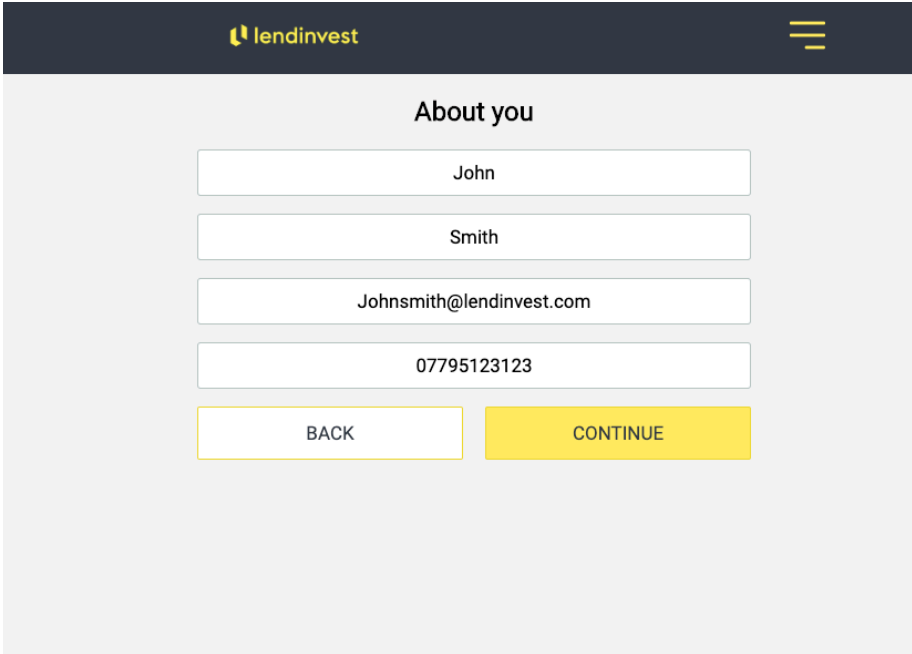 lendinvest
About you
John
Smith
Johnsmith@lendinvest.com
07795123123
BACK CONTINUE